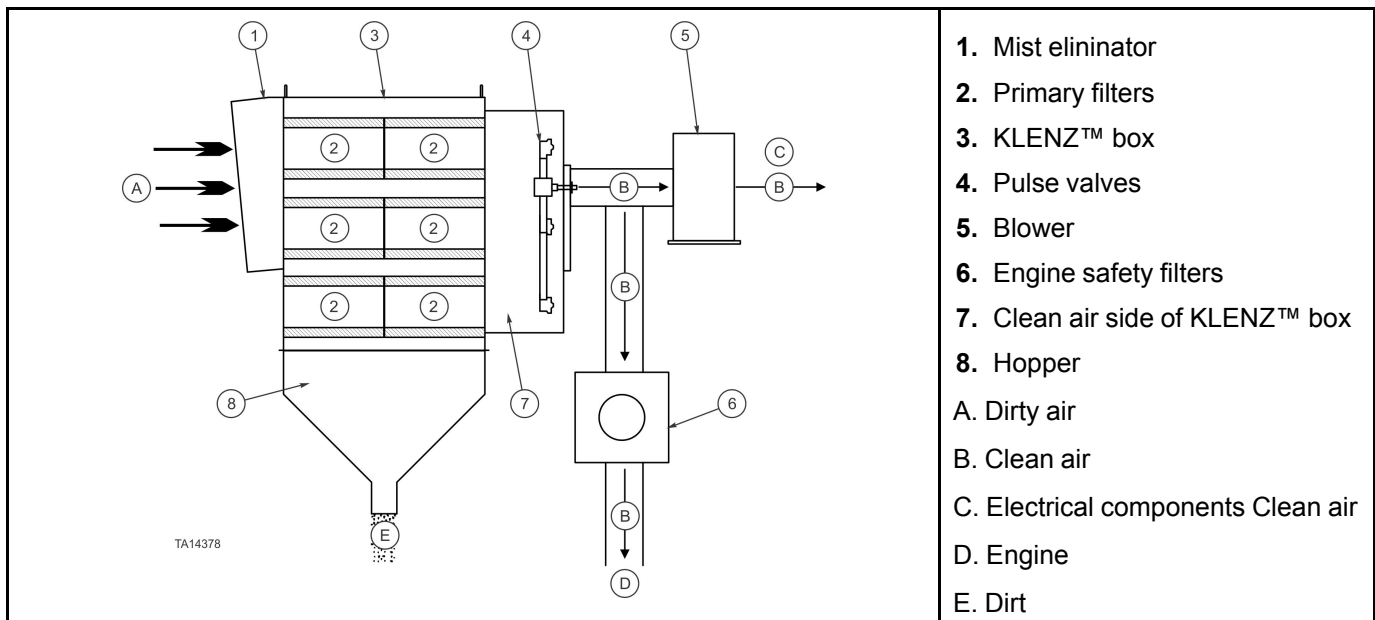 1 3 4 5
1. Mist elininator
2. Primary filters
3. KLENZ™ box
4. Pulse valves
5. Blower
6. Engine safety filters
7. Clean air side of KLENZ™ box
8. Hopper
A. Dirty air
B. Clean air
C. Electrical components Clean air
D. Engine
E. Dirt
2 2
C
A B B
2 2
B
2 2
8 7 6
B
E
TA14378
D